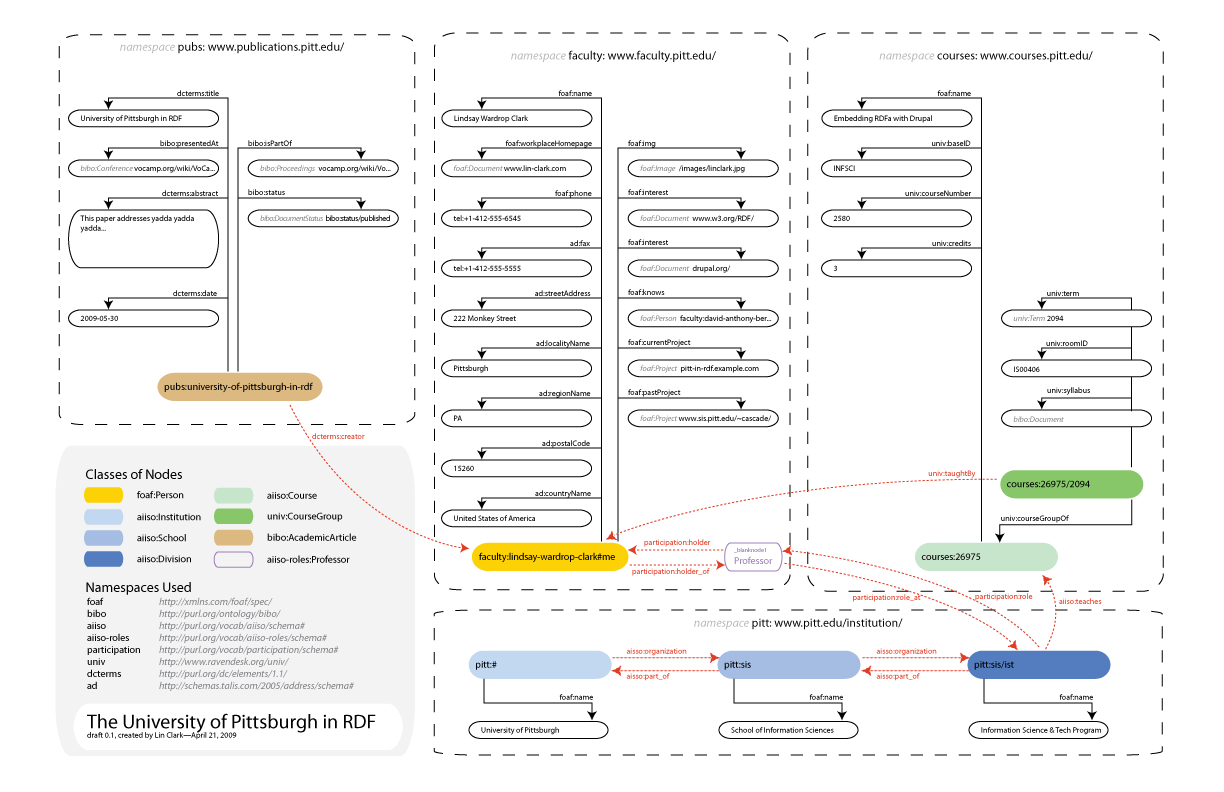 namespace pubs: www.publications.pitt.edu/
dcterms:title
University of Pittsburgh in RDF
bibo:presentedAt
bibo:Conference vocamp.org/wiki/VoCa...
dcterms:abstract
This paper addresses yadda yadda
yadda...
dcterms:date
2009-05-30
bibo:isPartOf
bibo:Proceedings vocamp.org/wiki/Vo...
bibo:status
bibo:DocumentStatus bibo:status/published
pubs:university-of-pittsburgh-in-rdf
dcterms:creator
namespace faculty: www.faculty.pitt.edu/
foaf:name
Lindsay Wardrop Clark
foaf:workplaceHomepage
foaf:Document www.lin-clark.com
foaf:phone
tel:+1-412-555-6545
ad:fax
tel:+1-412-555-5555
ad:streetAddress
222 Monkey Street
ad:localityName
Pittsburgh
ad:regionName
PA
ad:postalCode
15260
ad:countryName
United States of America
foaf:img
foaf:Image /images/linclark.jpg
foaf:interest
foaf:Document www.w3.org/RDF/
foaf:interest
foaf:Document drupal.org/
foaf:knows
foaf:Person faculty:david-anthony-ber...
foaf:currentProject
foaf:Project pitt-in-rdf.example.com
foaf:pastProject
foaf:Project www.sis.pitt.edu/~cascade/
faculty:lindsay-wardrop-clark#me
participation:holder
participation:holder_of
_:blanknode1
Professor
namespace courses: www.courses.pitt.edu/
foaf:name
Embedding RDFa with Drupal
univ:baseID
INFSCI
univ:courseNumber
2580
univ:credits
3
univ:term
univ:Term 2094
univ:roomID
IS00406
univ:syllabus
bibo:Document
univ:taughtBy
courses:26975/2094
univ:courseGroupOf
courses:26975
participation:role_at
participation:role
aiiso:teaches
namespace pitt: www.pitt.edu/institution/
pitt:#
aisso:organization
aisso:part_of
pitt:sis
aisso:organization
aisso:part_of
pitt:sis/ist
foaf:name
University of Pittsburgh
foaf:name
School of Information Sciences
foaf:name
Information Science & Tech Program
Classes of Nodes
foaf:Person
aiiso:Institution
aiiso:School
aiiso:Division
aiiso:Course
univ:CourseGroup
bibo:AcademicArticle
aiiso-roles:Professor
Namespaces Used
foaf http://xmlns.com/foaf/spec/
bibo http://purl.org/ontology/bibo/
aiiso http://purl.org/vocab/aiiso/schema#
aiiso-roles http://purl.org/vocab/aiiso-roles/schema#
participation http://purl.org/vocab/participation/schema#
univ http://www.ravendesk.org/univ/
dcterms http://purl.org/dc/elements/1.1/
ad http://schemas.talis.com/2005/address/schema#
The University of Pittsburgh in RDF
draft 0.1, created by Lin Clark—April 21, 2009